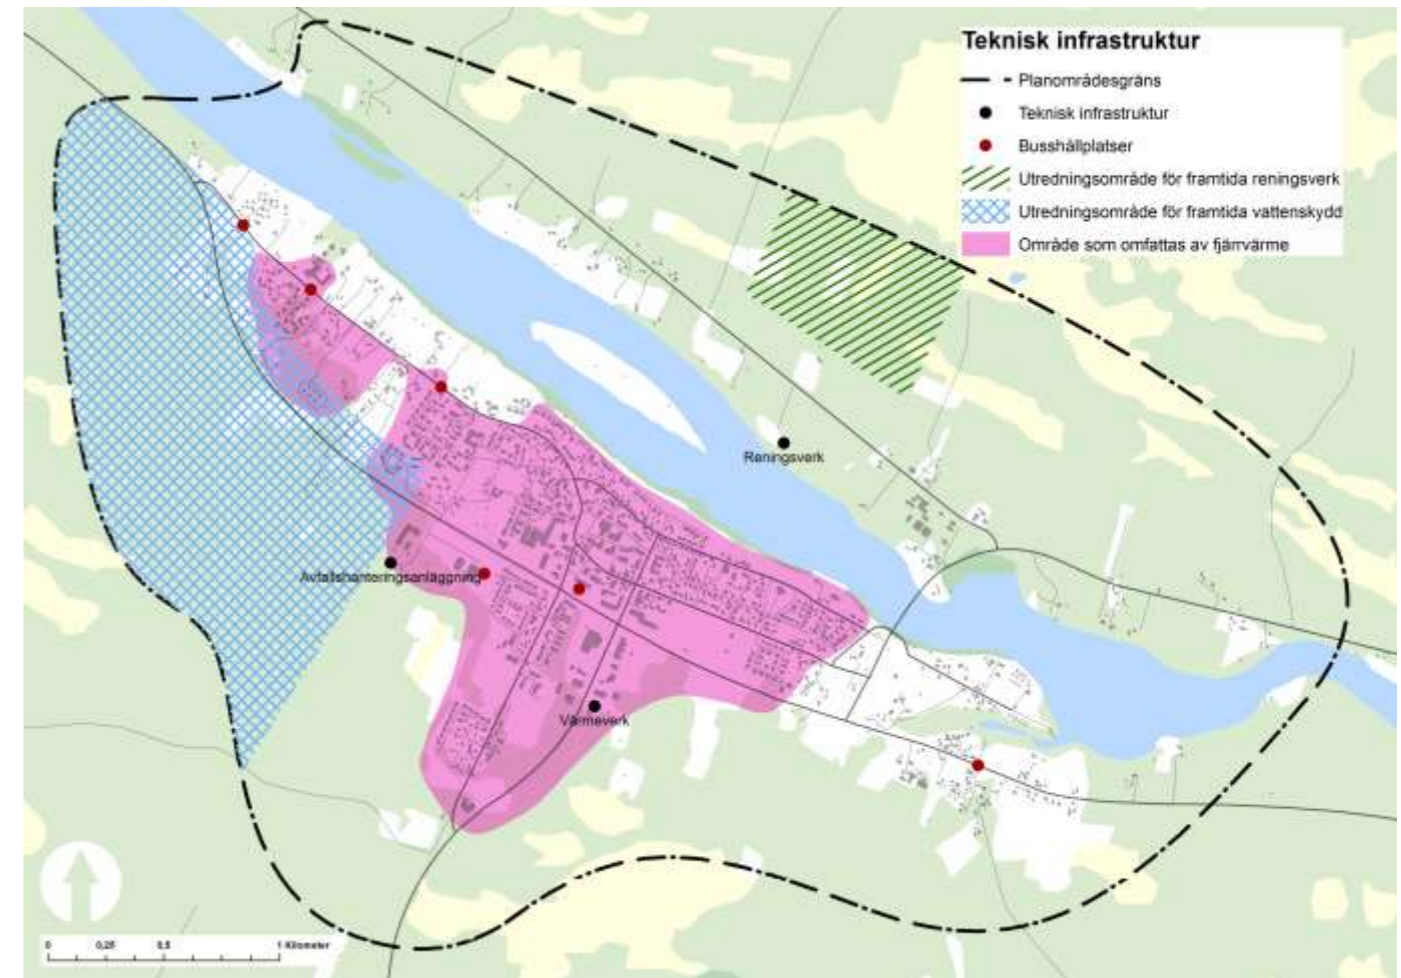 Teknisk infrastruktur
Planområdesgräns
Teknisk infrastruktur
Busshållplatser
Utredningsområde för framtida reningsverk
Utredningsområde för framtida vattenskydd
Område som omfattas av fjärrvärme
Reningsverk
Avfallshanteringsanläggning
Värmeverk
0 0,25 0,5 1 Kilometer